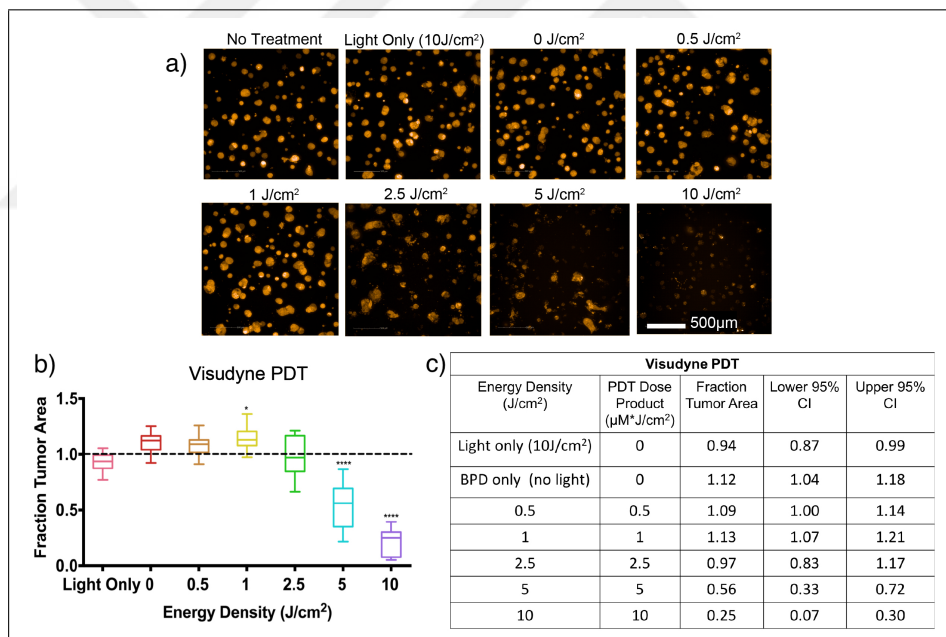 a)
No Treatment
Light Only (10J/cm²)
0 J/cm²
0.5 J/cm²
1 J/cm²
2.5 J/cm²
5 J/cm²
10 J/cm²
500µm
b)
Visudyne PDT
Fraction Tumor Area
1.5
1.0
0.5
0.0
*
****
****
Light Only 0 0.5 1 2.5 5 10
Energy Density (J/cm²)
c)
Visudyne PDT
Energy Density
(J/cm²)
PDT Dose
Product
(µM*J/cm²)
Fraction
Tumor Area
Lower 95%
CI
Upper 95%
CI
Light only (10J/cm²) 0 0.94 0.87 0.99
BPD only (no light) 0 1.12 1.04 1.18
0.5 0.5 1.09 1.00 1.14
1 1 1.13 1.07 1.21
2.5 2.5 0.97 0.83 1.17
5 5 0.56 0.33 0.72
10 10 0.25 0.07 0.30